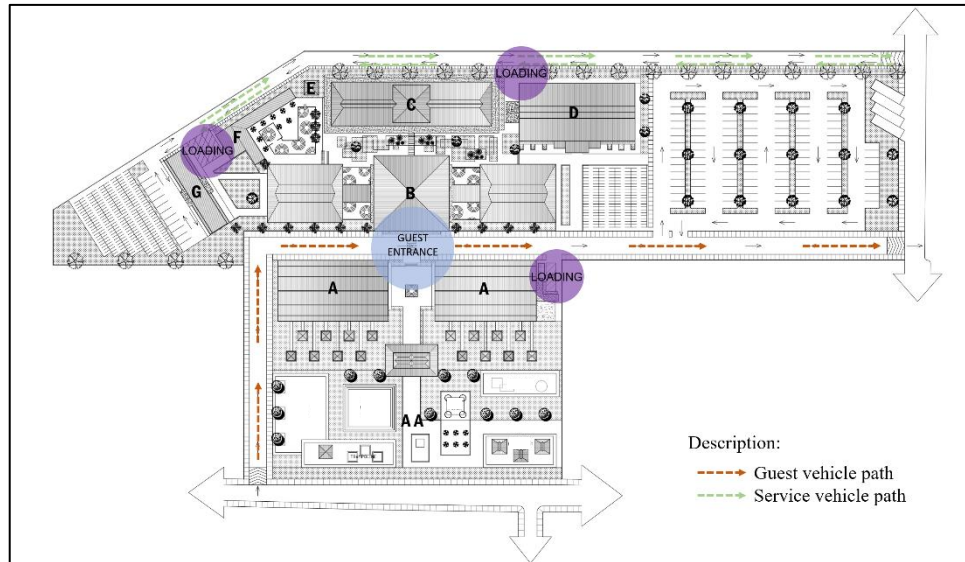 LOADING
E
C
D
F
LOADING
G
B
GUEST
ENTRANCE
LOADING
A
A
A A
Description:
Guest vehicle path
Service vehicle path